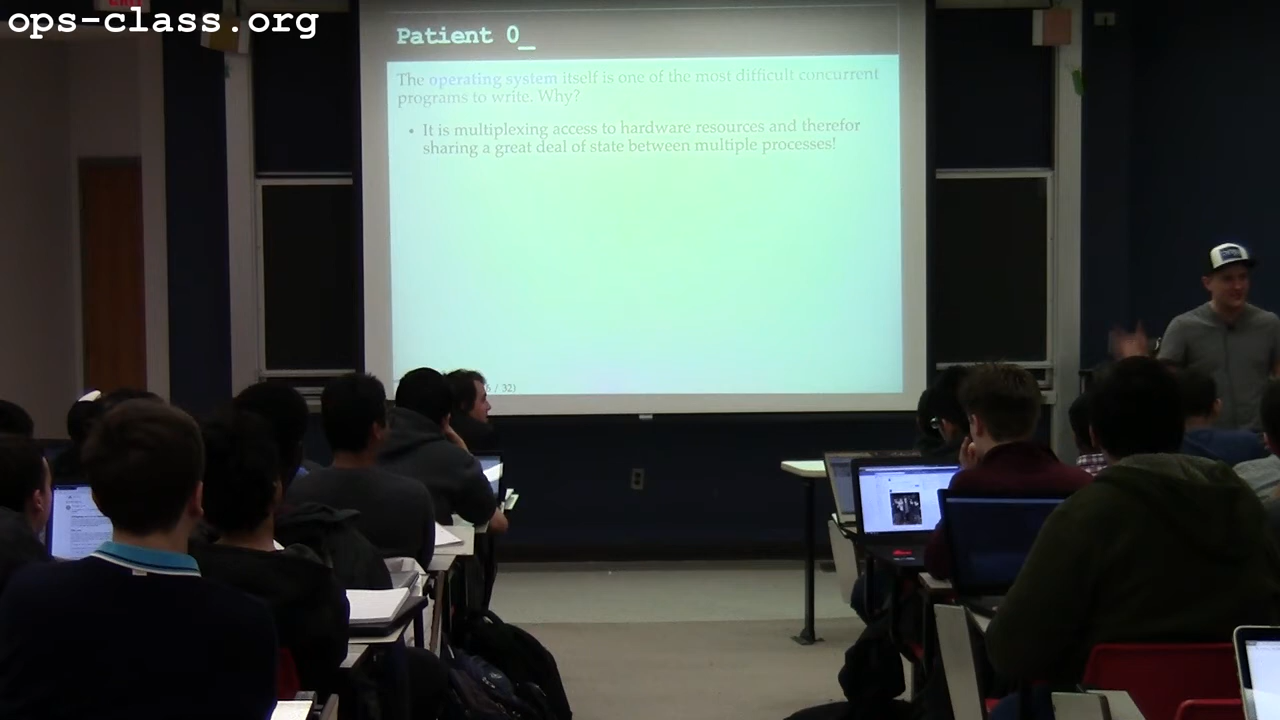 ops-class.org
Patient 0_
The operating system itself is one of the most difficult concurrent
programs to write. Why?
• It is multiplexing access to hardware resources and therefor
sharing a great deal of state between multiple processes!
/ 32)